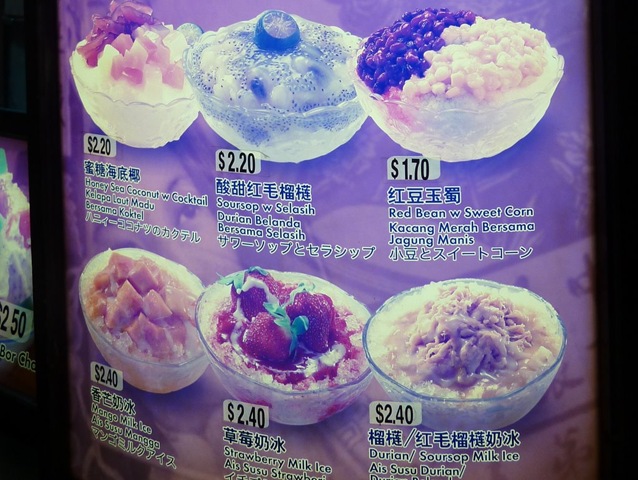 $2.20
蜜糖海底椰
Honey Sea Coconut w Cocktail
Kelapa Laut Madu
Bersama Koktel
ハニーココナツのカクテル
$2.20
酸甜红毛榴梿
Soursop w Selasih
Durian Belanda
Bersama Selasih
サワーソップとセラシップ
$1.70
红豆玉蜀
Red Bean w Sweet Corn
Kacang Merah Bersama
Jagung Manis
小豆とスイートコーン
$2.40
香芒奶冰
Mango Milk Ice
Ais Susu Mangga
マンゴミルクアイス
$2.40
草莓奶冰
Strawberry Milk Ice
Ais Susu Strawberi
$2.40
榴梿/红毛榴梿奶冰
Durian/ Soursop Milk Ice
Ais Susu Durian/
$2.50
Bor Cha